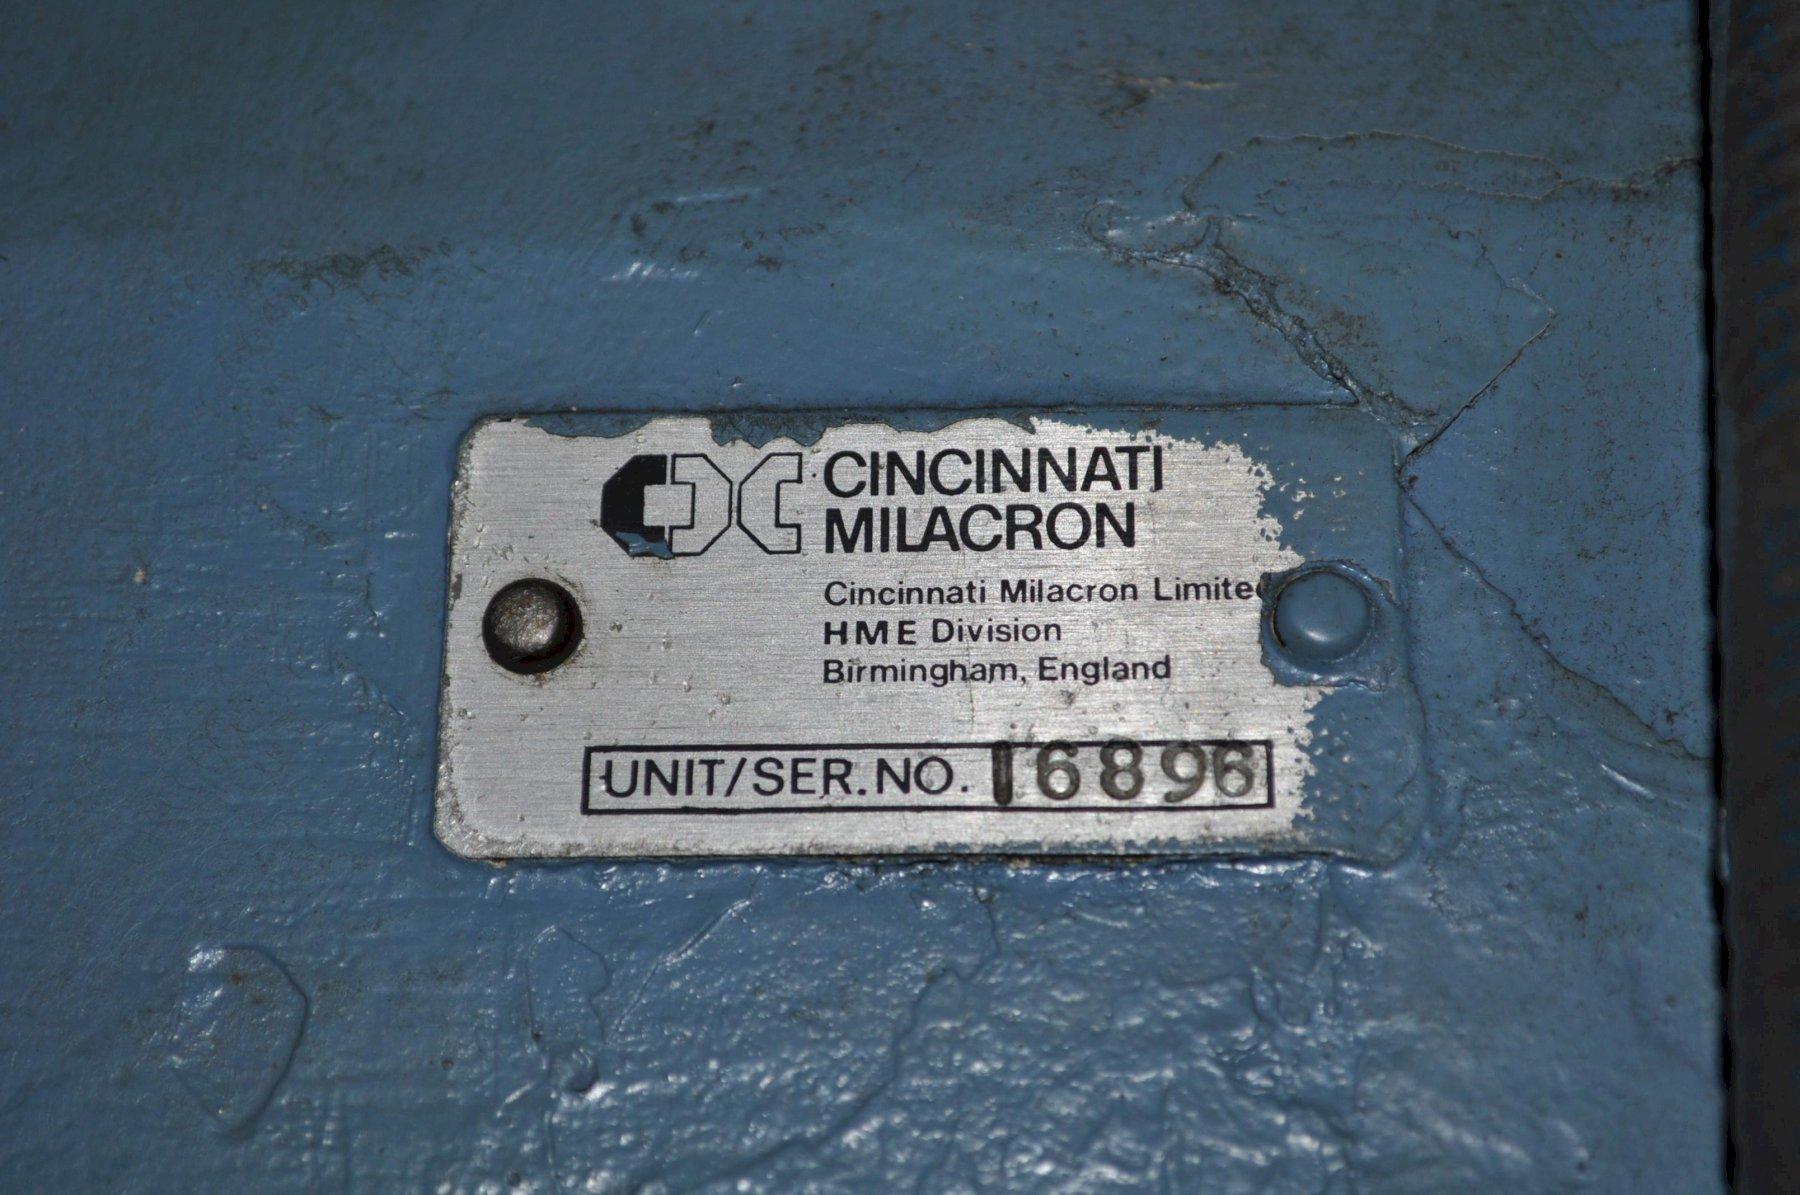 CINCINNATI
MILACRON
Cincinnati Milacron Limited
HME Division
Birmingham, England
UNIT/SER.NO. 16896